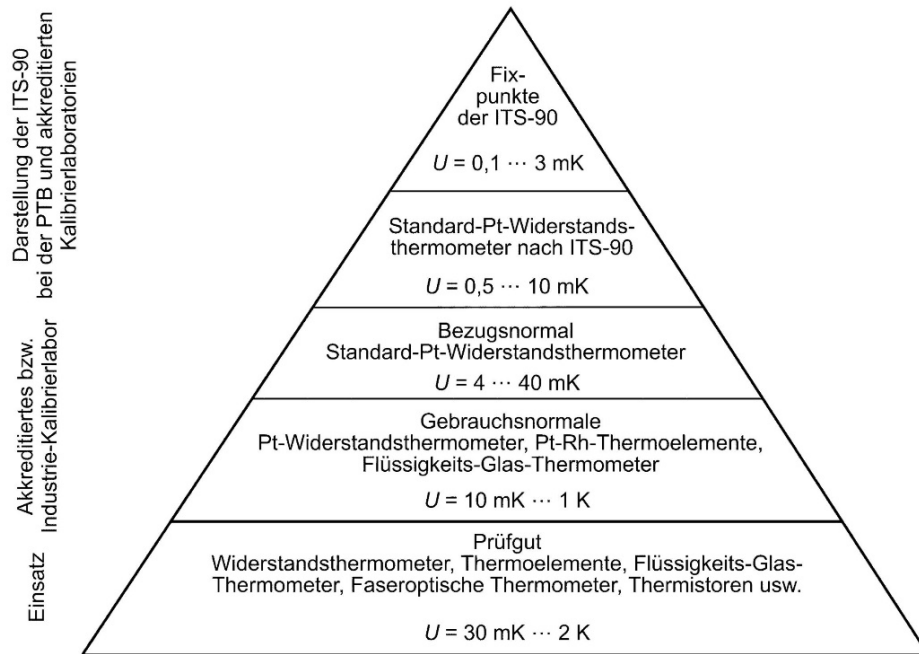 Darstellung der ITS-90
bei der PTB und akkreditierten
Kalibrierlaboratorien
Fix-
punkte
der ITS-90
U = 0,1 ··· 3 mK
Standard-Pt-Widerstands-
thermometer nach ITS-90
U = 0,5 ··· 10 mK
Akkreditiertes bzw.
Industrie-Kalibrierlabor
Bezugsnormal
Standard-Pt-Widerstandsthermometer
U = 4 ··· 40 mK
Gebrauchsnormale
Pt-Widerstandsthermometer, Pt-Rh-Thermoelemente,
Flüssigkeits-Glas-Thermometer
U = 10 mK ··· 1 K
Einsatz
Prüfgut
Widerstandsthermometer, Thermoelemente, Flüssigkeits-Glas-
Thermometer, Faseroptische Thermometer, Thermistoren usw.
U = 30 mK ··· 2 K